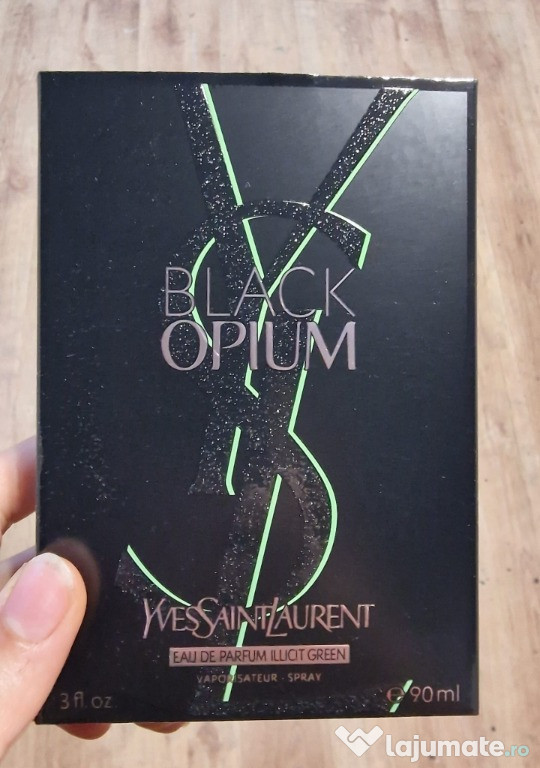 BLACK
OPIUM
YVESSAINTLAURENT
EAU DE PARFUM ILLICIT GREEN
VAPORISATEUR - SPRAY
3 fl oz ℮ 90 ml
Lajumate.ro